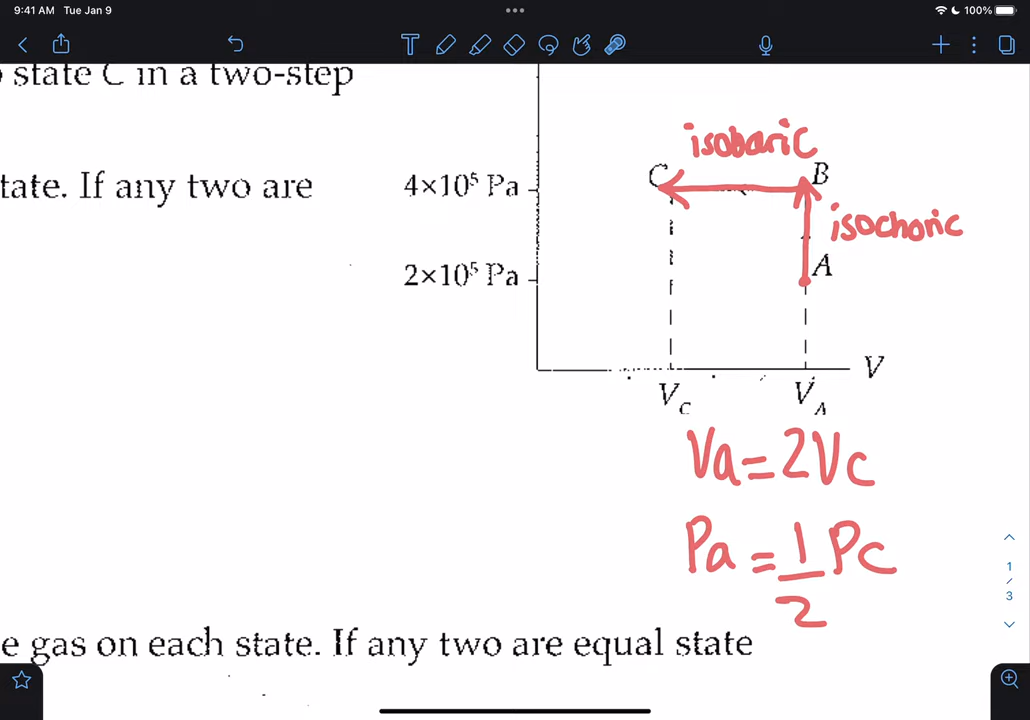 9:41 AM Tue Jan 9
100%
state C in a two-step
isobaric
C
B
4×10⁵ Pa
tate. If any two are
isochoric
A
2×10⁵ Pa
V
V_C
V_A
Va=2Vc
Pa=1/2 Pc
1
/
3
e gas on each state. If any two are equal state